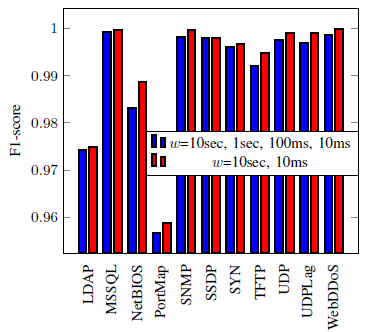 F1-score
1
0.99
0.98
0.97
0.96
w=10sec, 1sec, 100ms, 10ms
w=10sec, 10ms
LDAP
MSSQL
NetBIOS
PortMap
SNMP
SSDP
SYN
TFTP
UDP
UDPLag
WebDDoS